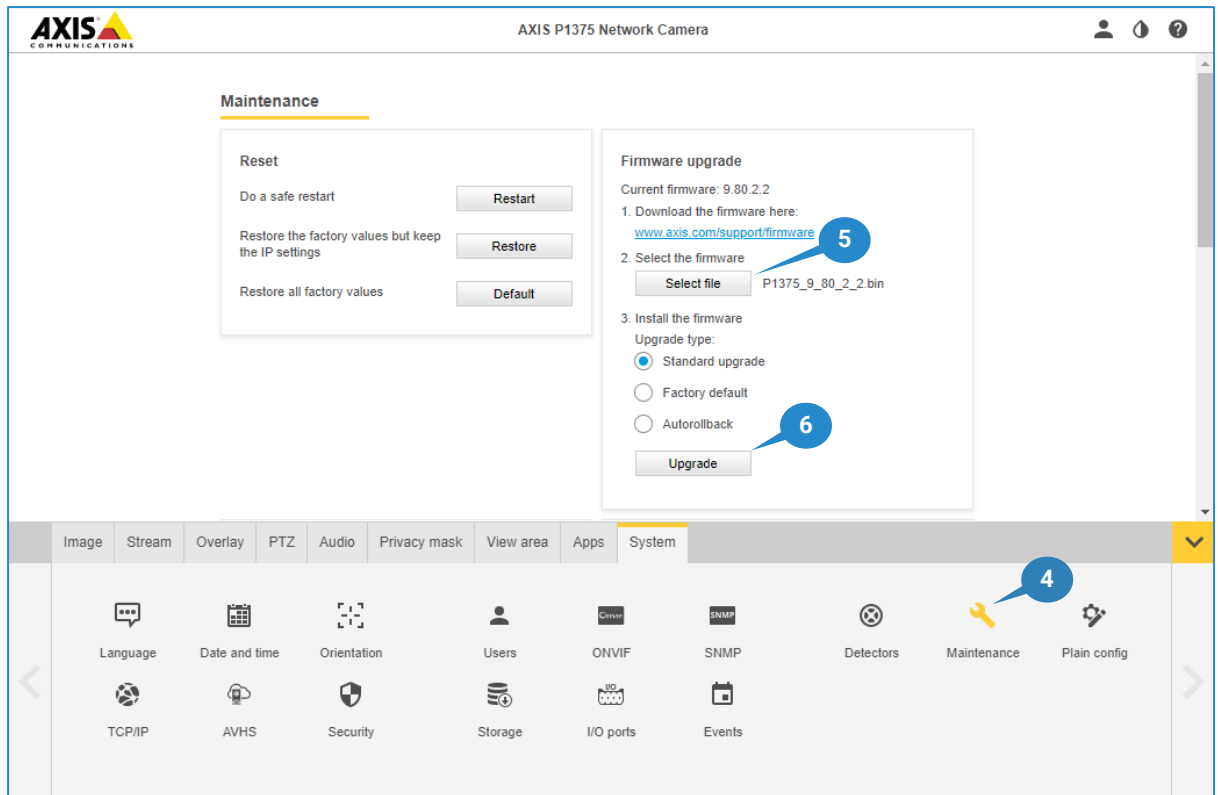 AXIS
COMMUNICATIONS
AXIS P1375 Network Camera
Maintenance
Reset
Do a safe restart
Restart
Restore the factory values but keep
the IP settings
Restore
Restore all factory values
Default
Firmware upgrade
Current firmware: 9.80.2.2
1. Download the firmware here:
www.axis.com/support/firmware
5
2. Select the firmware
Select file P1375_9_80_2_2.bin
3. Install the firmware
Upgrade type:
Standard upgrade
Factory default
Autorollback
6
Upgrade
Image Stream Overlay PTZ Audio Privacy mask View area Apps System
4
ONVIF SNMP
Language Date and time Orientation Users ONVIF SNMP Detectors Maintenance Plain config
I/O
TCP/IP AVHS Security Storage I/O ports Events